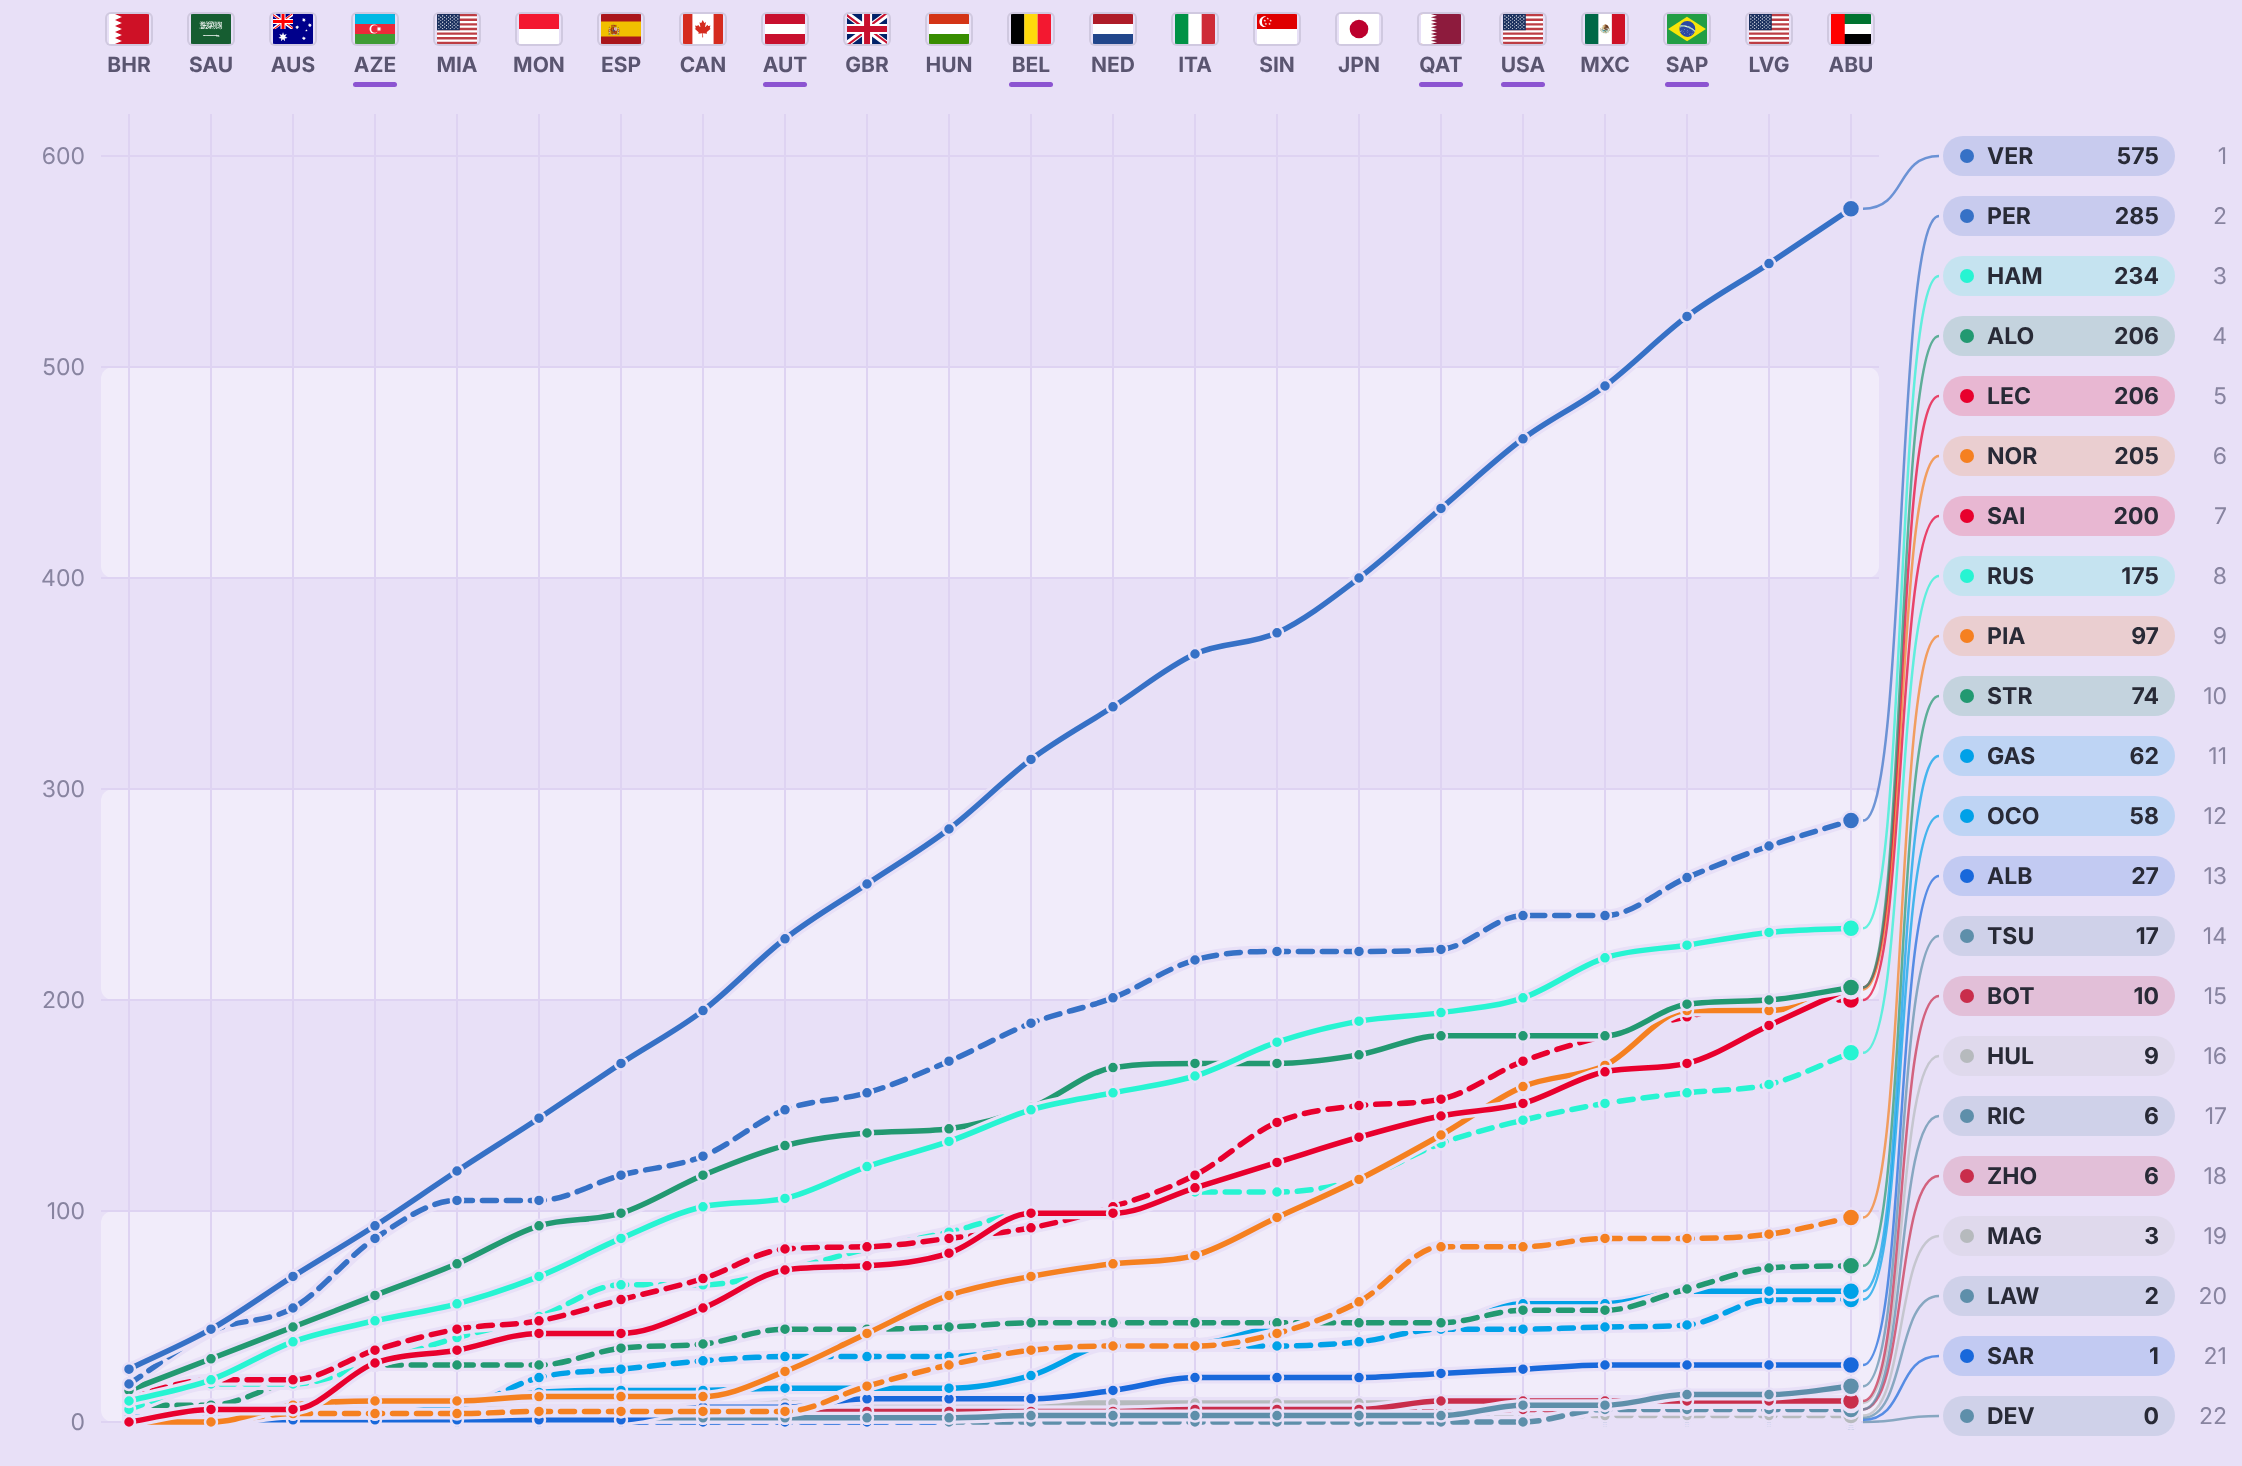 BHR SAU AUS AZE MIA MON ESP CAN AUT GBR HUN BEL NED ITA SIN JPN QAT USA MXC SAP LVG ABU
600
500
400
300
200
100
0
VER 575 1
PER 285 2
HAM 234 3
ALO 206 4
LEC 206 5
NOR 205 6
SAI 200 7
RUS 175 8
PIA 97 9
STR 74 10
GAS 62 11
OCO 58 12
ALB 27 13
TSU 17 14
BOT 10 15
HUL 9 16
RIC 6 17
ZHO 6 18
MAG 3 19
LAW 2 20
SAR 1 21
DEV 0 22